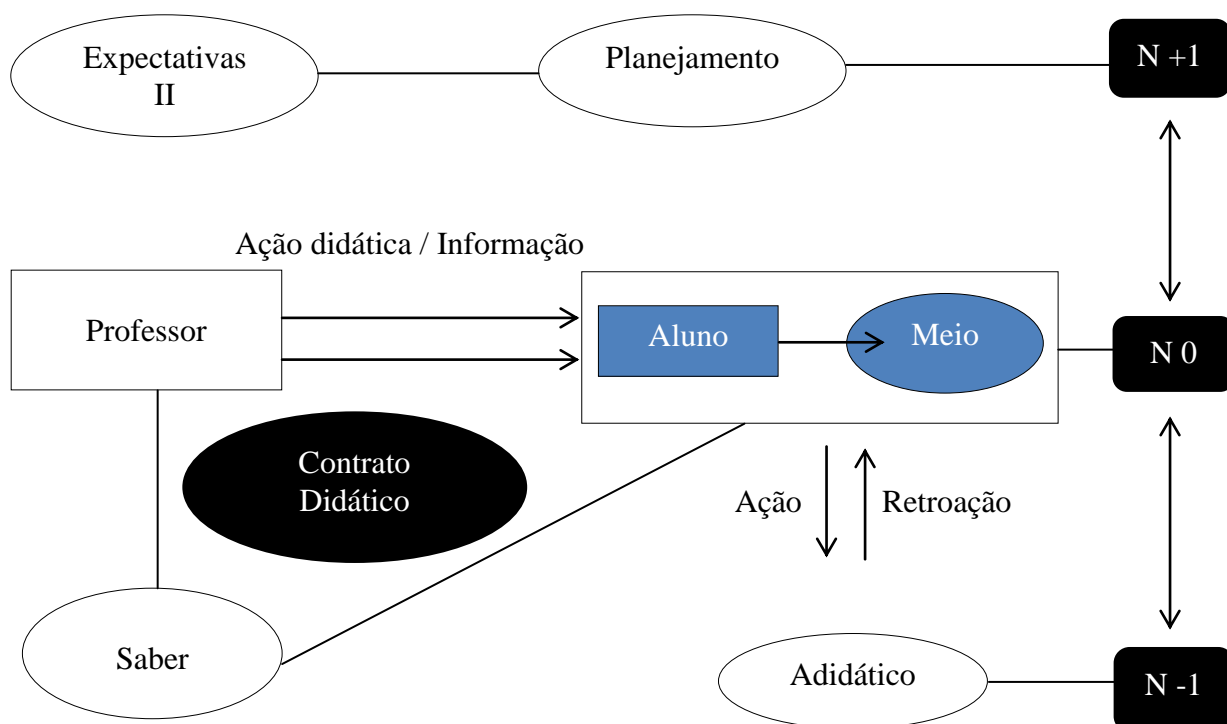 Expectativas
II
Planejamento
N +1
Ação didática / Informação
Professor
Aluno
Meio
N 0
Contrato
Didático
Ação
Retroação
Saber
Adidático
N -1